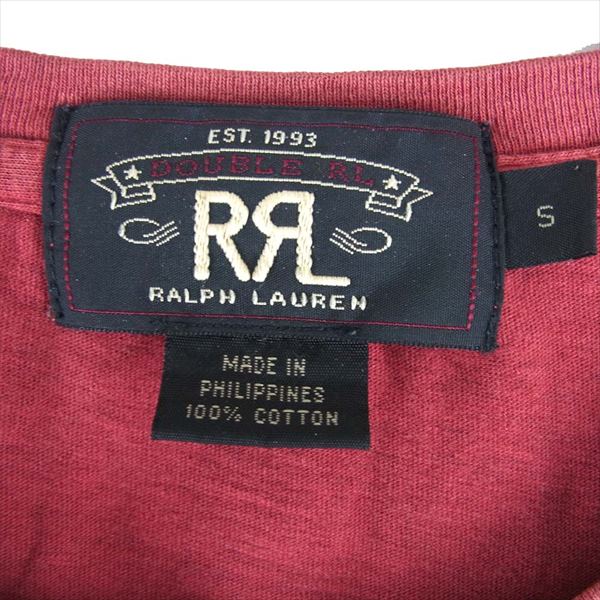 EST. 1993
DOUBLE RL
RRL
RALPH LAUREN
S
MADE IN
PHILIPPINES
100% COTTON